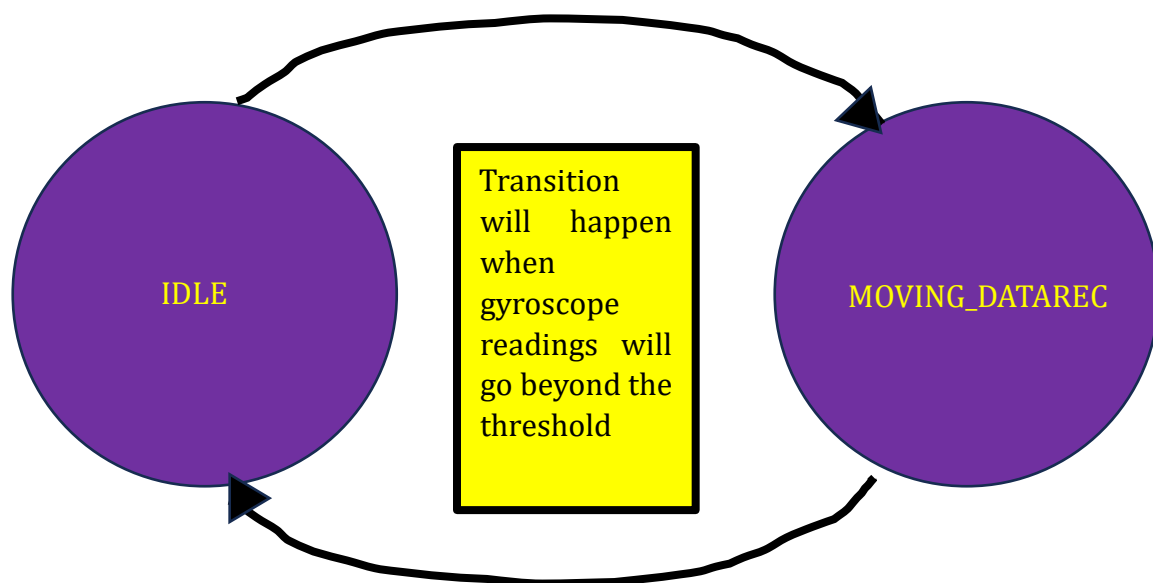 Transition
will happen
when
gyroscope
readings will
go beyond the
threshold
IDLE
MOVING_DATAREC